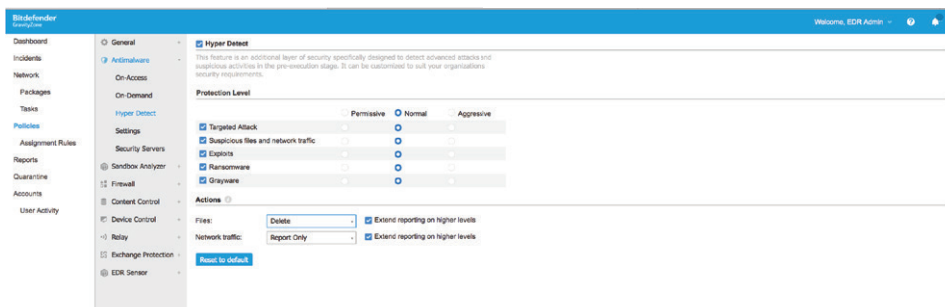 Bitdefender
GravityZone
Welcome, EDR Admin
Dashboard
Incidents
Network
Packages
Tasks
Policies
Assignment Rules
Reports
Quarantine
Accounts
User Activity
General
Antimalware
On-Access
On-Demand
Hyper Detect
Settings
Security Servers
Sandbox Analyzer
Firewall
Content Control
Device Control
Relay
Exchange Protection
EDR Sensor
Hyper Detect
This feature is an additional layer of security specifically designed to detect advanced attacks and
suspicious activities in the pre-execution stage. It can be customized to suit your organizations
security requirements.
Protection Level
Permissive Normal Aggressive
Targeted Attack
Suspicious files and network traffic
Exploits
Ransomware
Grayware
Actions
Files: Delete Extend reporting on higher levels
Network traffic: Report Only Extend reporting on higher levels
Reset to default